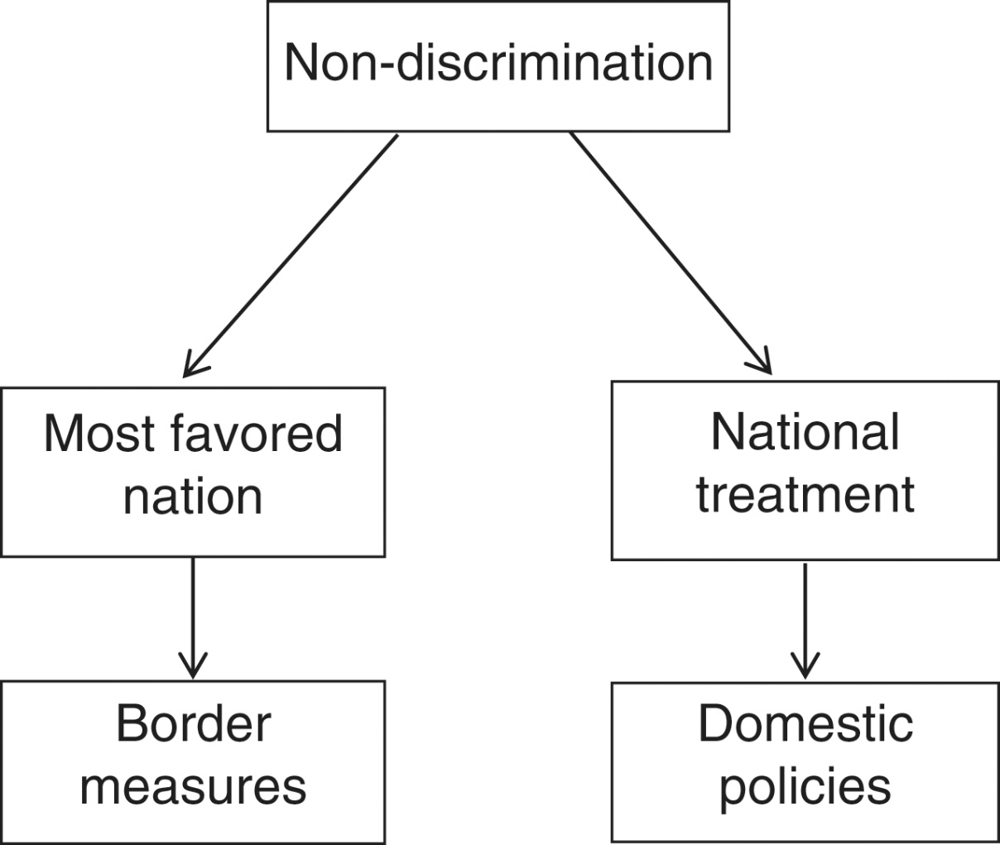 Non-discrimination
Most favored
nation
National
treatment
Border
measures
Domestic
policies